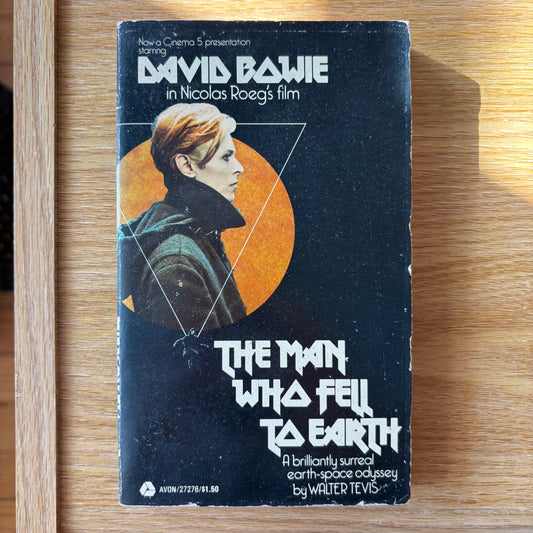 Now a Cinema 5 presentation
starring
DAVID BOWIE
in Nicolas Roeg's film
THE MAN
WHO FELL
TO EARTH
A brilliantly surreal
earth-space odyssey
by WALTER TEVIS
AVON/27276/$1.50